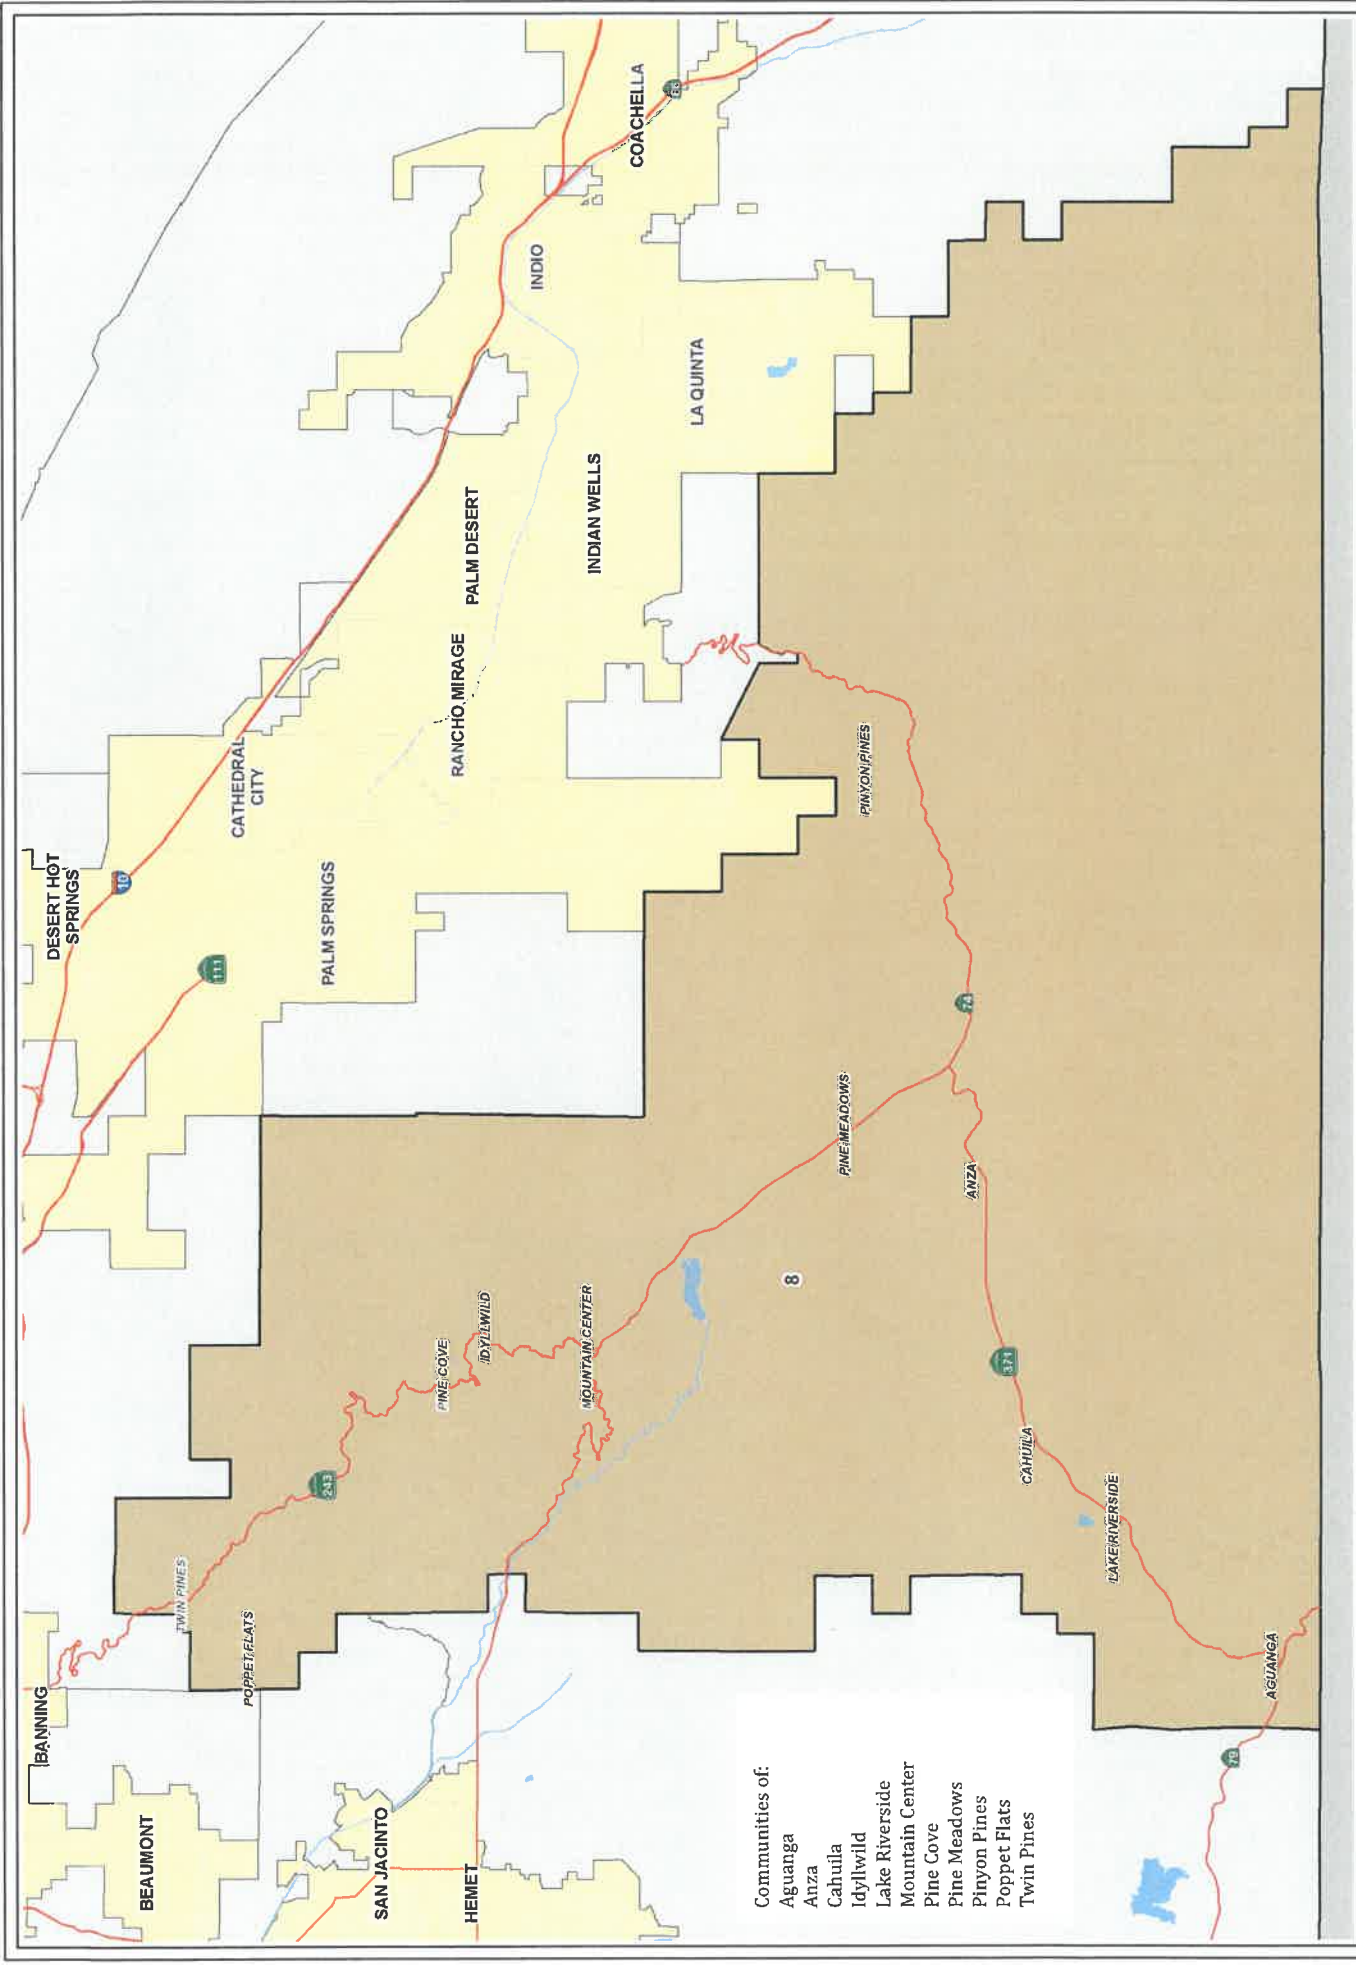 BANNING
BEAUMONT
SAN JACINTO
HEMET
DESERT HOT
SPRINGS
10
111
CATHEDRAL
CITY
PALM SPRINGS
RANCHO MIRAGE
PALM DESERT
INDIAN WELLS
INDIO
COACHELLA
LA QUINTA
TWIN PINES
POPPET FLATS
243
PINE COVE
IDYLLWILD
MOUNTAIN CENTER
8
PINE MEADOWS
PINYON PINES
74
ANZA
371
CAHUILA
LAKE RIVERSIDE
AGUANGA
79
Communities of:
Aguanga
Anza
Cahuila
Idyllwild
Lake Riverside
Mountain Center
Pine Cove
Pine Meadows
Pinyon Pines
Poppet Flats
Twin Pines